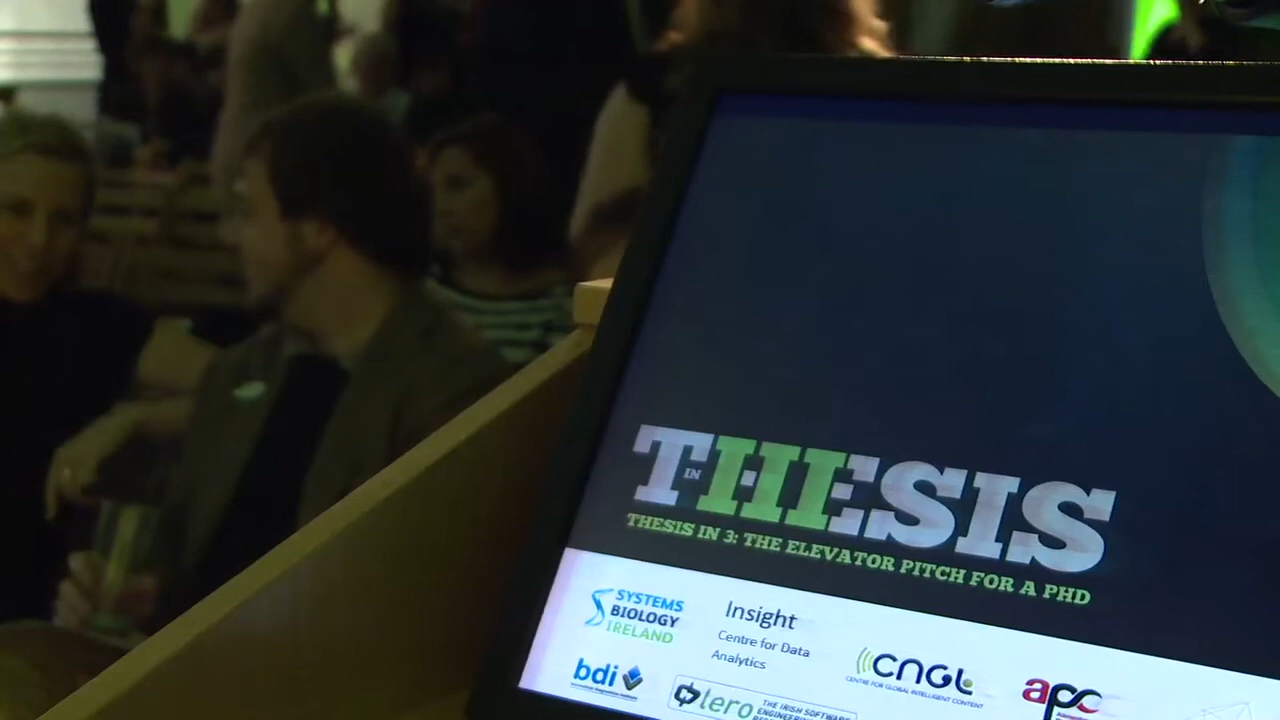 THESIS
IN
THESIS IN 3: THE ELEVATOR PITCH FOR A PHD
SYSTEMS
BIOLOGY
IRELAND
Insight
Centre for Data
Analytics
CNGL
CENTRE FOR GLOBAL INTELLIGENT CONTENT
bdi
lero
THE IRISH SOFTWARE
ENGINEERING
apc